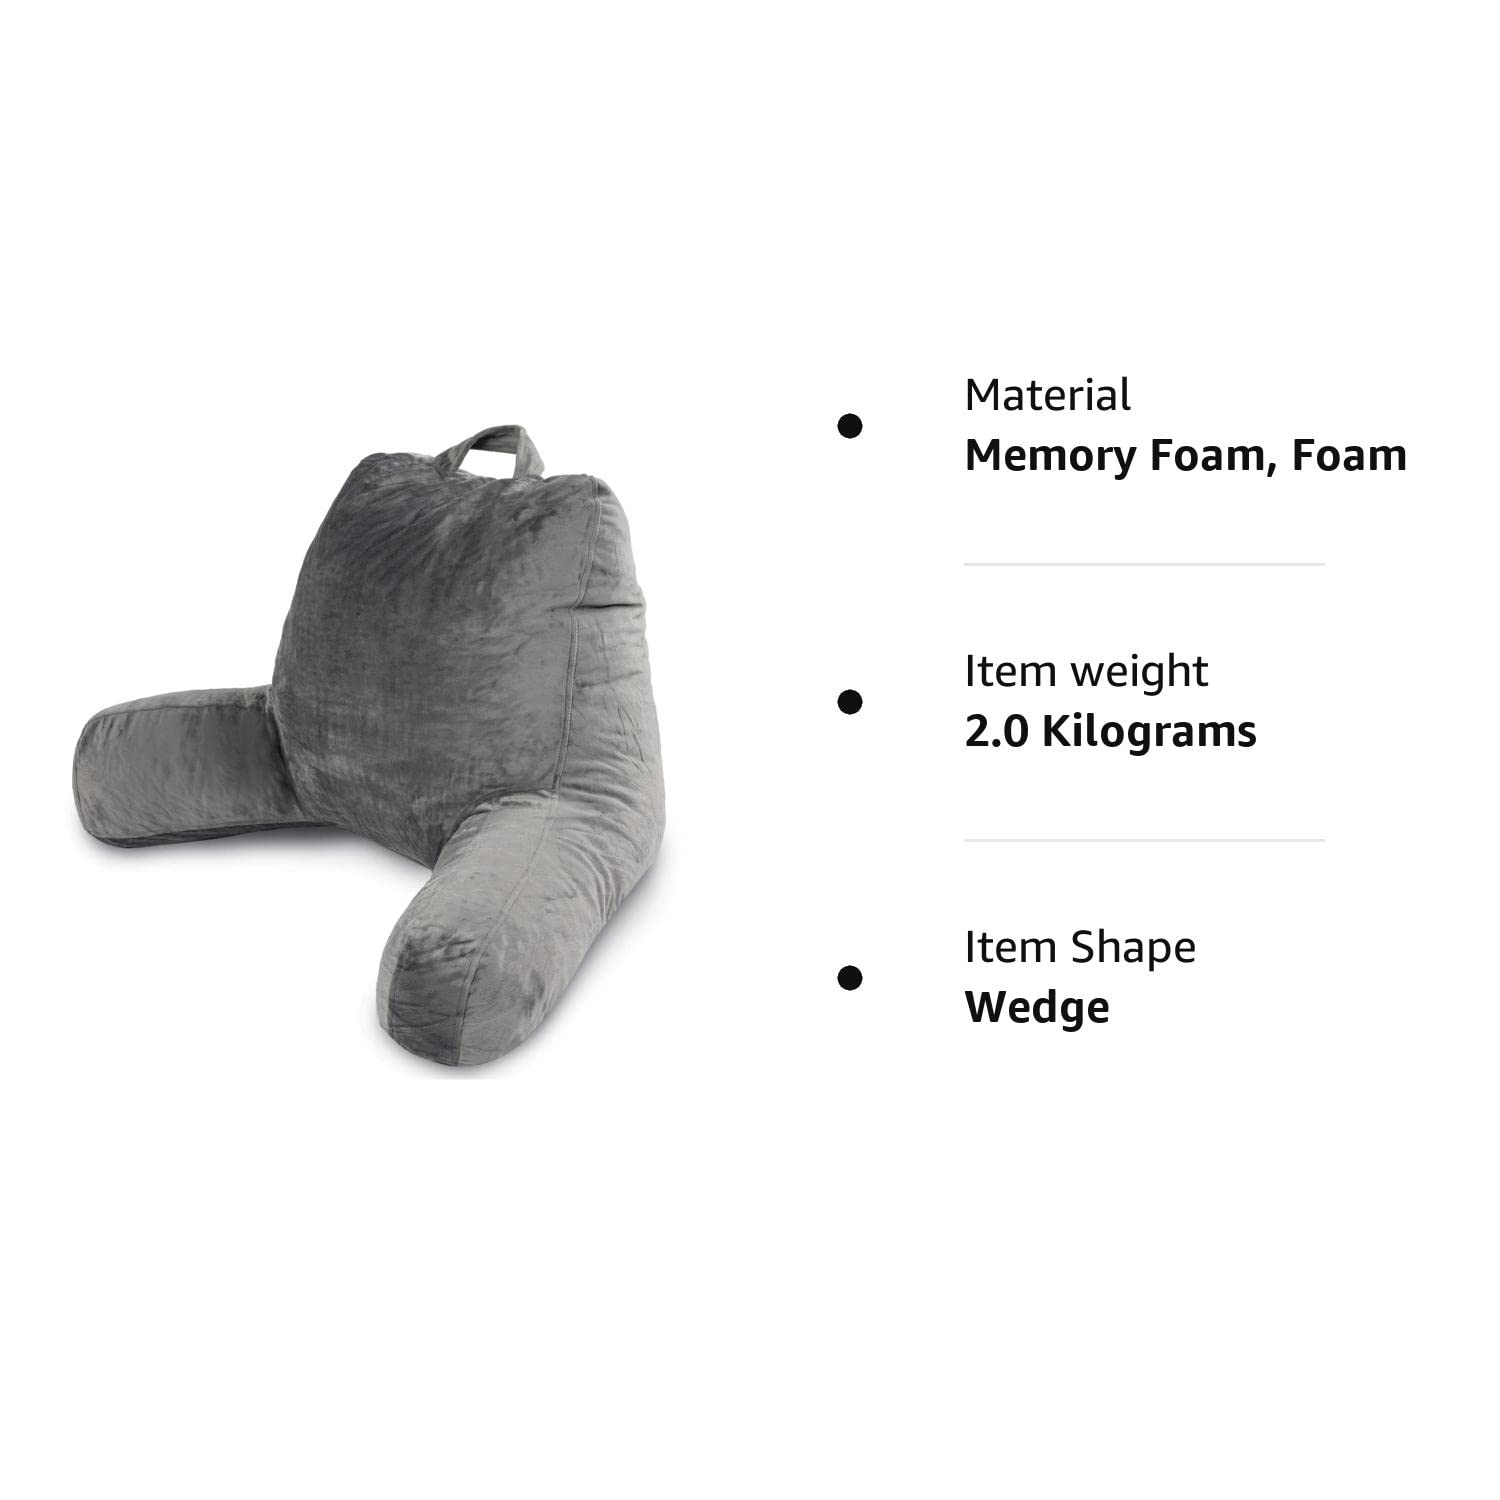 Material
Memory Foam, Foam
Item weight
2.0 Kilograms
Item Shape
Wedge